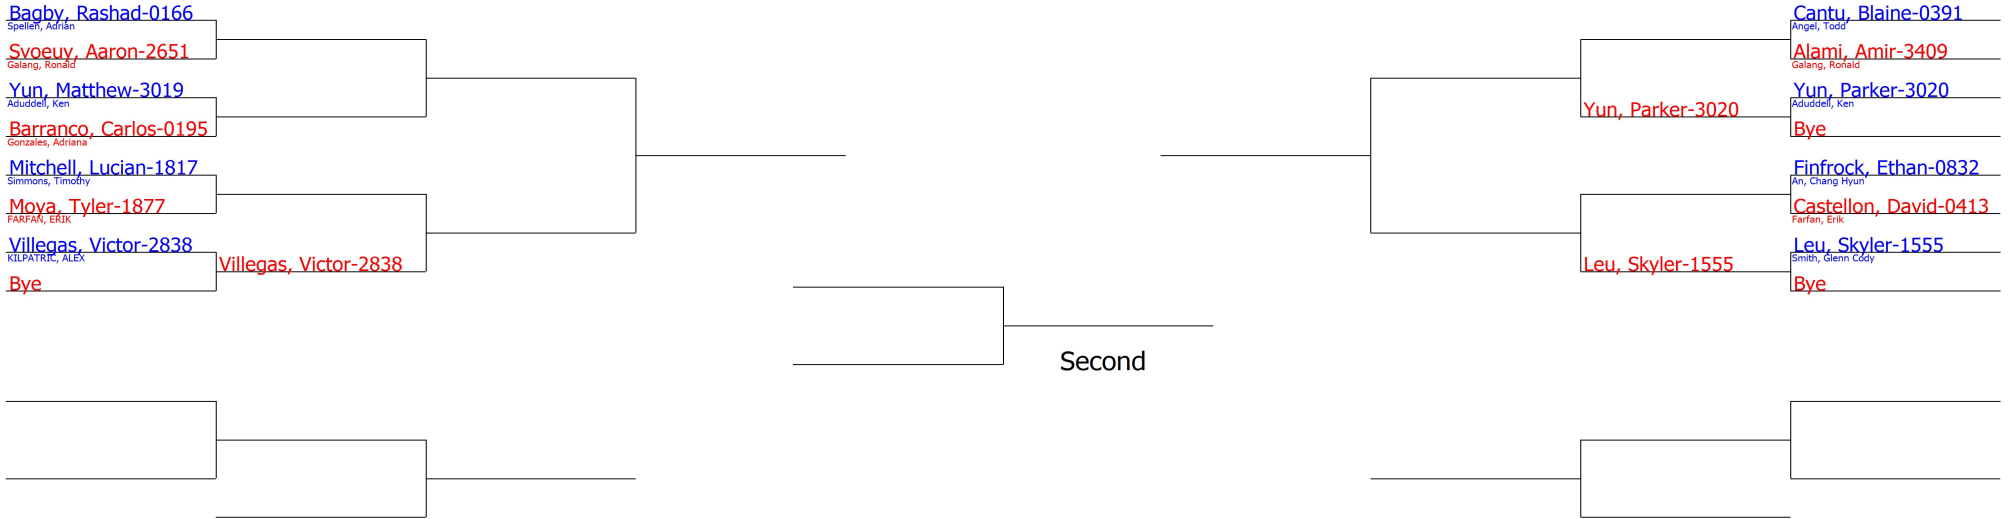 Bagby, Rashad-0166
Spellen, Adrian
Svoeuy, Aaron-2651
Galang, Ronald
Yun, Matthew-3019
Aduddell, Ken
Barranco, Carlos-0195
Gonzales, Adriana
Mitchell, Lucian-1817
Simmons, Timothy
Moya, Tyler-1877
FARFAN, ERIK
Villegas, Victor-2838
KILPATRIC, ALEX
Bye
Villegas, Victor-2838
Second
Yun, Parker-3020
Leu, Skyler-1555
Cantu, Blaine-0391
Angel, Todd
Alami, Amir-3409
Galang, Ronald
Yun, Parker-3020
Aduddell, Ken
Bye
Finfrock, Ethan-0832
An, Chang Hyun
Castellon, David-0413
Farfan, Erik
Leu, Skyler-1555
Smith, Glenn Cody
Bye